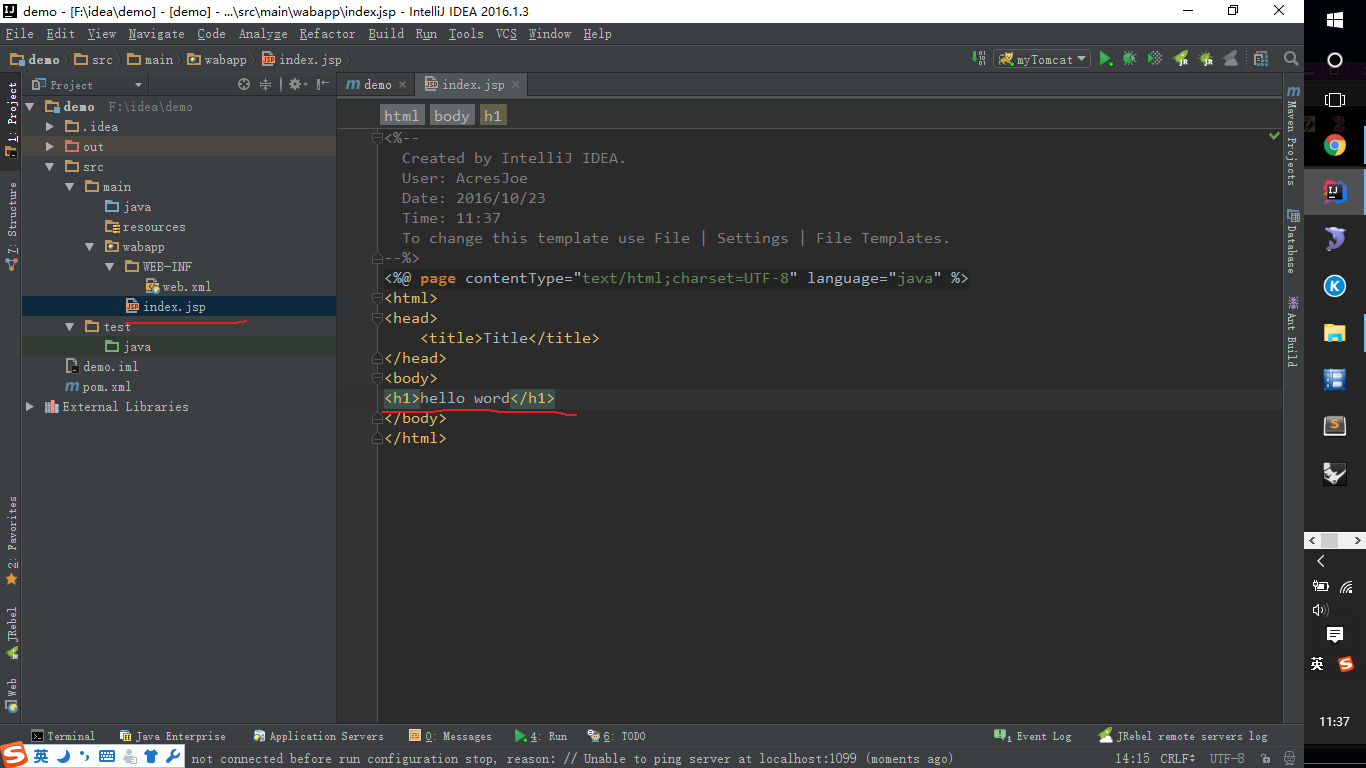 demo - [F:\idea\demo] - [demo] - ...\src\main\wabapp\index.jsp - IntelliJ IDEA 2016.1.3
File Edit View Navigate Code Analyze Refactor Build Run Tools VCS Window Help
demo src main wabapp index.jsp myTomcat
Project
demo index.jsp
1: Project
7: Structure
2: Favorites
JRebel
Web
demo F:\idea\demo
.idea
out
src
main
java
resources
wabapp
WEB-INF
web.xml
index.jsp
test
java
demo.iml
pom.xml
External Libraries
html body h1
<%--
Created by IntelliJ IDEA.
User: AcresJoe
Date: 2016/10/23
Time: 11:37
To change this template use File | Settings | File Templates.
--%>
<%@ page contentType="text/html;charset=UTF-8" language="java" %>
<html>
<head>
<title>Title</title>
</head>
<body>
<h1>hello word</h1>
</body>
</html>
Maven Projects
Database
Ant Build
Terminal Java Enterprise Application Servers 0: Messages 4: Run 6: TODO 1 Event Log JRebel remote servers log
英 not connected before run configuration stop, reason: // Unable to ping server at localhost:1099 (moments ago) 14:15 CRLF UTF-8
英
11:37